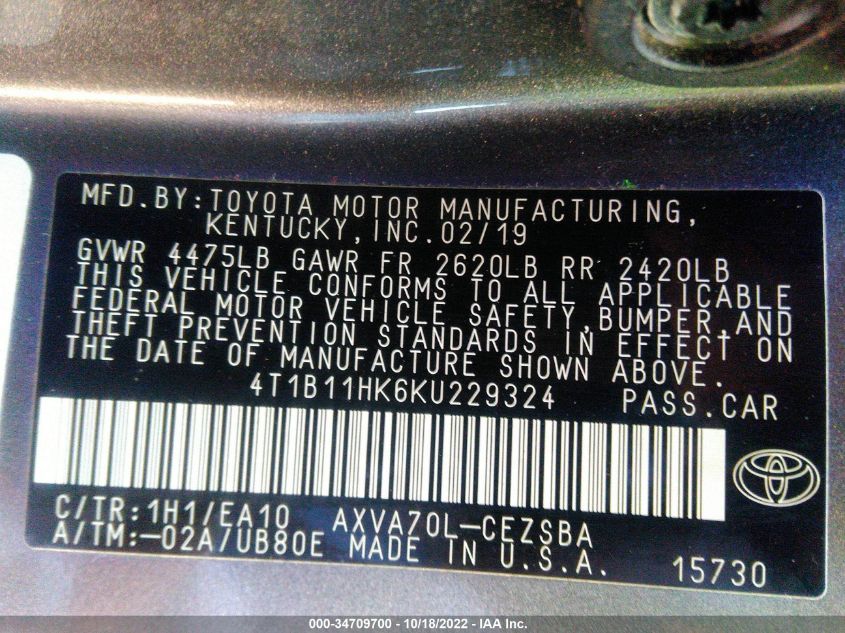 MFD.BY:TOYOTA MOTOR MANUFACTURING,
KENTUCKY,INC.02/19
GVWR 4475LB GAWR FR 2620LB RR 2420LB
THIS VEHICLE CONFORMS TO ALL APPLICABLE
FEDERAL MOTOR VEHICLE SAFETY,BUMPER,AND
THEFT PREVENTION STANDARDS IN EFFECT ON
THE DATE OF MANUFACTURE SHOWN ABOVE.
4T1B11HK6KU229324 PASS.CAR
C/TR:1H1/EA10 AXVA70L-CEZSBA
A/TM:-02A/UB80E MADE IN U.S.A. 15730
000-34709700 - 10/18/2022 - IAA Inc.